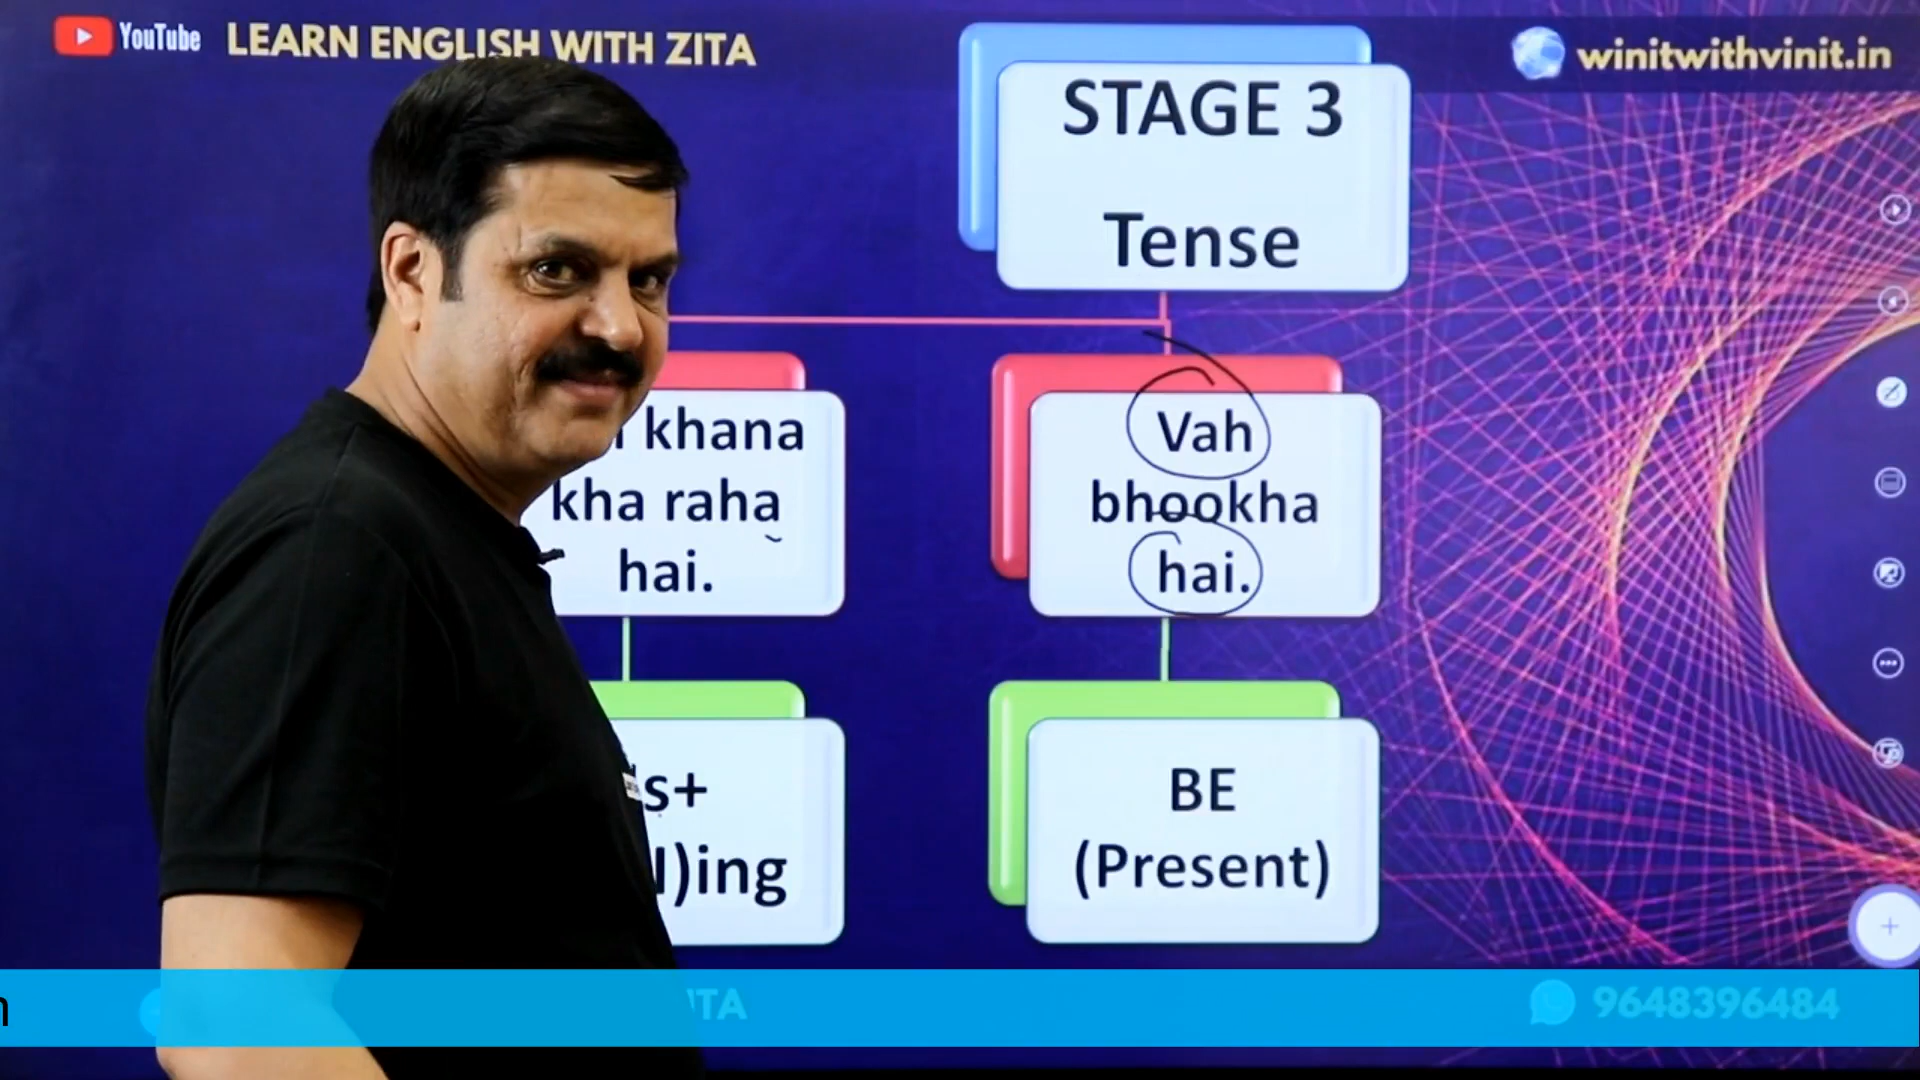 YouTube LEARN ENGLISH WITH ZITA
winitwithvinit.in
STAGE 3
Tense
khana
kha raha
hai.
Vah
bhookha
hai.
s+
)ing
BE
(Present)
9648396484